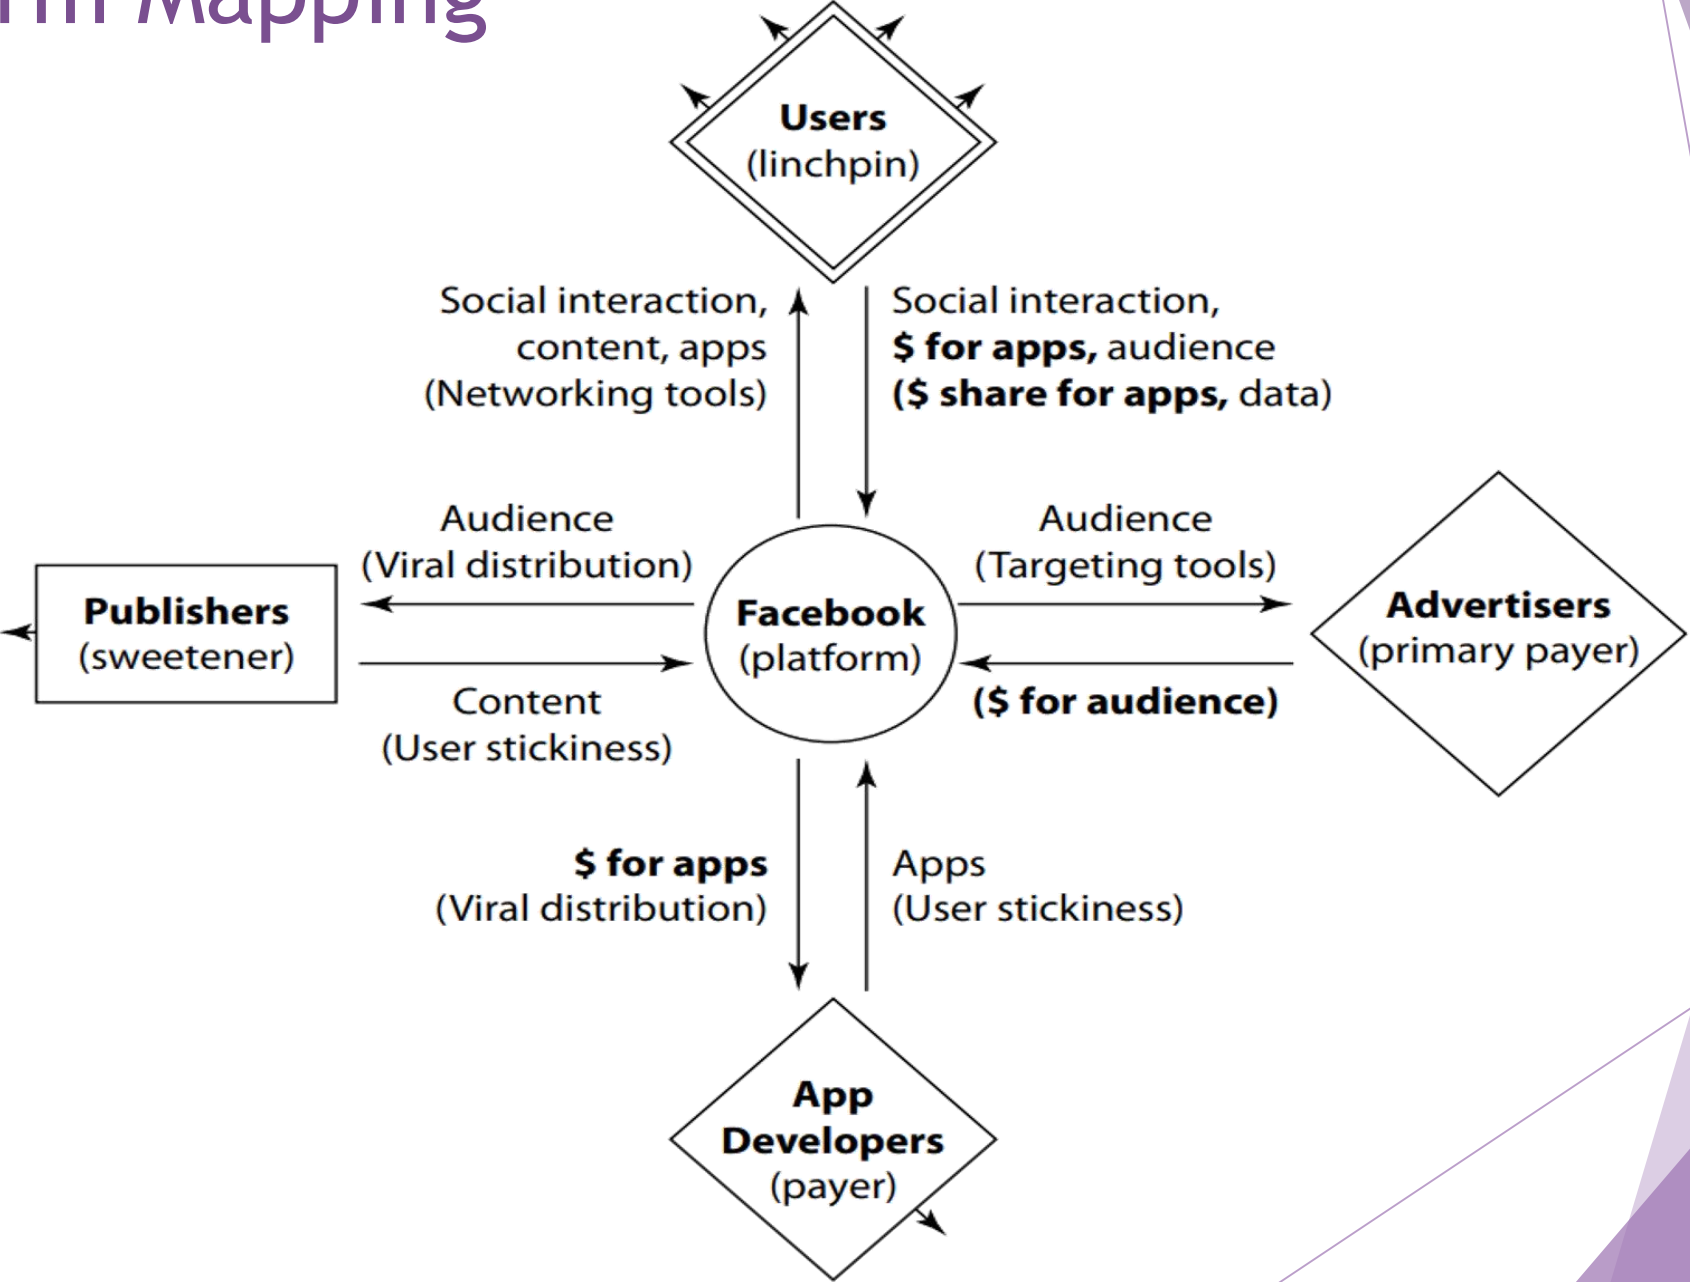 Mapping
Users
(linchpin)
Social interaction,
content, apps
(Networking tools)
Social interaction,
$ for apps, audience
($ share for apps, data)
Audience
(Viral distribution)
Audience
(Targeting tools)
Publishers
(sweetener)
Facebook
(platform)
Advertisers
(primary payer)
Content
(User stickiness)
($ for audience)
$ for apps
(Viral distribution)
Apps
(User stickiness)
App
Developers
(payer)